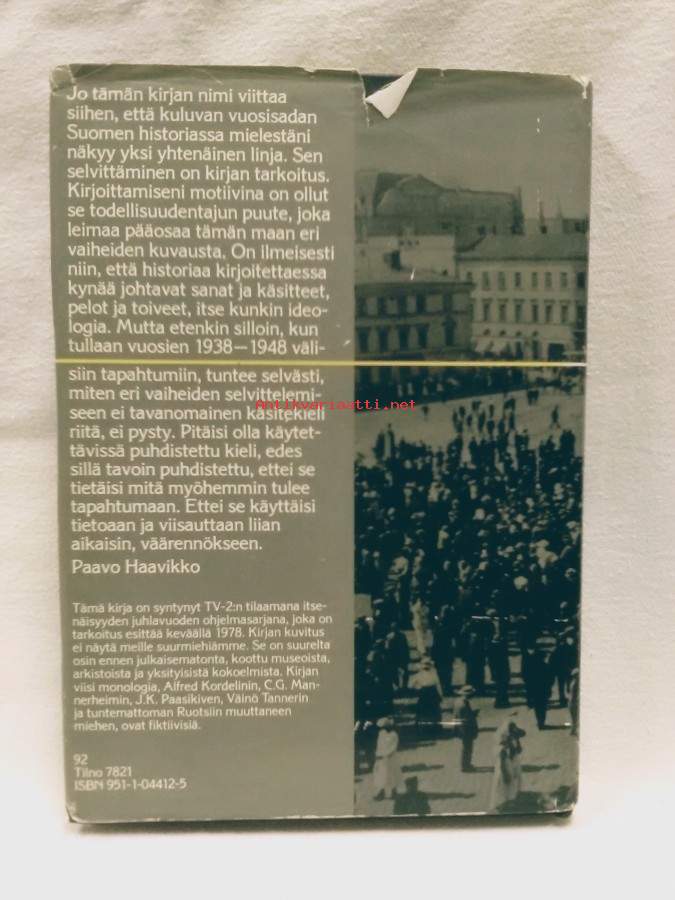 Jo tämän kirjan nimi viittaa
siihen, että kuluvan vuosisadan
Suomen historiassa mielestäni
näkyy yksi yhtenäinen linja. Sen
selvittäminen on kirjan tarkoitus.
Kirjoittamiseni motiivina on ollut
se todellisuudentajun puute, joka
leimaa pääosaa tämän maan eri
vaiheiden kuvausta. On ilmeisesti
niin, että historiaa kirjoitettaessa
kynää johtavat sanat ja käsitteet,
pelot ja toiveet, itse kunkin ideo-
logia. Mutta etenkin silloin, kun
tullaan vuosien 1938—1948 väli-
siin tapahtumiin, tuntee selvästi,
miten eri vaiheiden selvittelemi-
seen ei tavanomainen käsitekieli
Antikvariaatti.net
riitä, ei pysty. Pitäisi olla käytet-
tävissä puhdistettu kieli, edes
sillä tavoin puhdistettu, ettei se
tietäisi mitä myöhemmin tulee
tapahtumaan. Ettei se käyttäisi
tietoaan ja viisauttaan liian
aikaisin, väärennökseen.
Paavo Haavikko
Tämä kirja on syntynyt TV-2:n tilaamana itse-
näisyyden juhlavuoden ohjelmasarjana, joka on
tarkoitus esittää keväällä 1978. Kirjan kuvitus
ei näytä meille suurmiehiämme. Se on suurelta
osin ennen julkaisematonta, koottu museoista,
arkistoista ja yksityisistä kokoelmista. Kirjan
viisi monologia, Alfred Kordelinin, C.G. Man-
nerheimin, J.K. Paasikiven, Väinö Tannerin
ja tuntemattoman Ruotsiin muuttaneen
miehen, ovat fiktiivisiä.
92
Tilno 7821
ISBN 951-1-04412-5